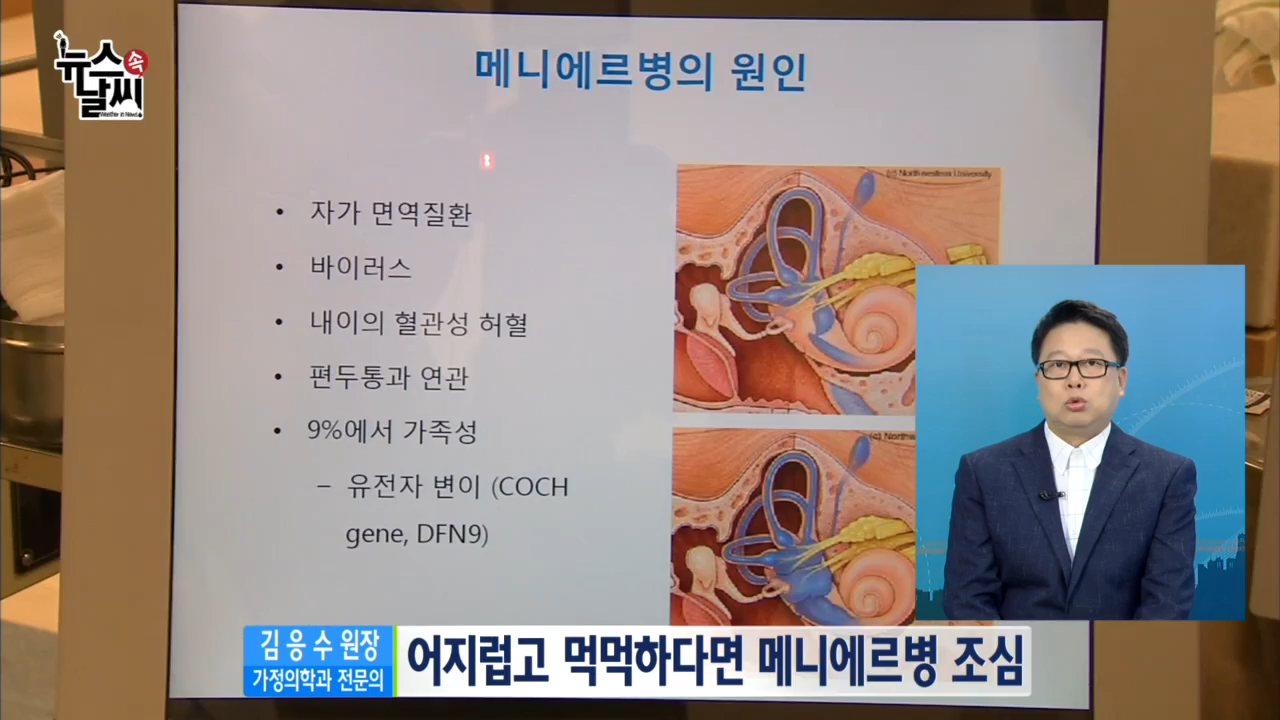 뉴스속
날씨
Weather in News
메니에르병의 원인
(c) Northwestern University
• 자가 면역질환
• 바이러스
• 내이의 혈관성 허혈
• 편두통과 연관
• 9%에서 가족성
– 유전자 변이 (COCH
gene, DFN9)
(c) Northw
김응수 원장
가정의학과 전문의
어지럽고 먹먹하다면 메니에르병 조심